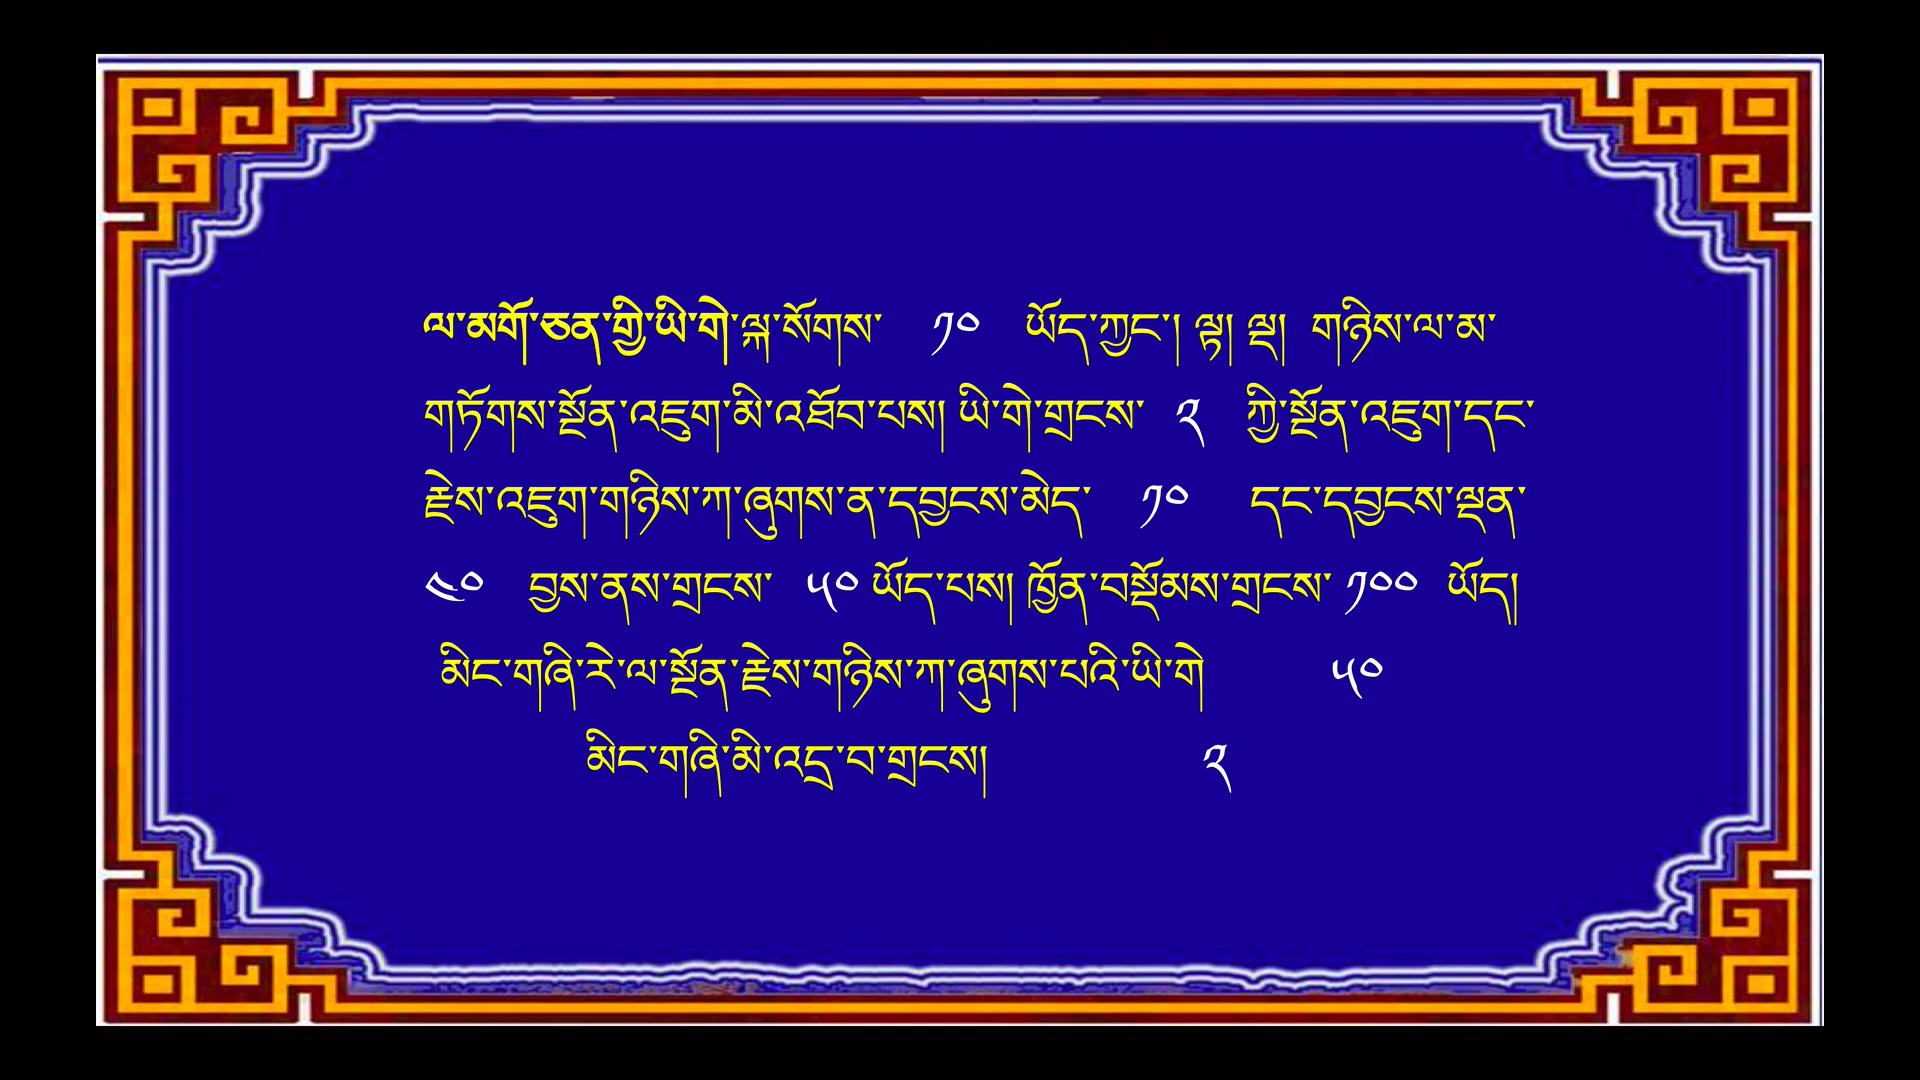 ལ་མགོ་ཅན་གྱི་ཡི་གེ་ལྐ་སོགས་ ༡༠ ཡོད་ཀྱང་། ལྟ། ལྡ། གཉིས་ལ་མ་
གཏོགས་སྔོན་འཇུག་མི་འཐོབ་པས། ཡི་གེ་གྲངས་ ༢ ཀྱི་སྔོན་འཇུག་དང་
རྗེས་འཇུག་གཉིས་ཀ་ཞུགས་ན་དབྱངས་མེད་ ༡༠ དང་དབྱངས་ལྡན་
༤༠ བྱས་ནས་གྲངས་ ༥༠ ཡོད་པས། ཁྱོན་བསྡོམས་གྲངས་ ༡༠༠ ཡོད།
མིང་གཞི་རེ་ལ་སྔོན་རྗེས་གཉིས་ཀ་ཞུགས་པའི་ཡི་གེ ༥༠
མིང་གཞི་མི་འདྲ་བ་གྲངས། ༢